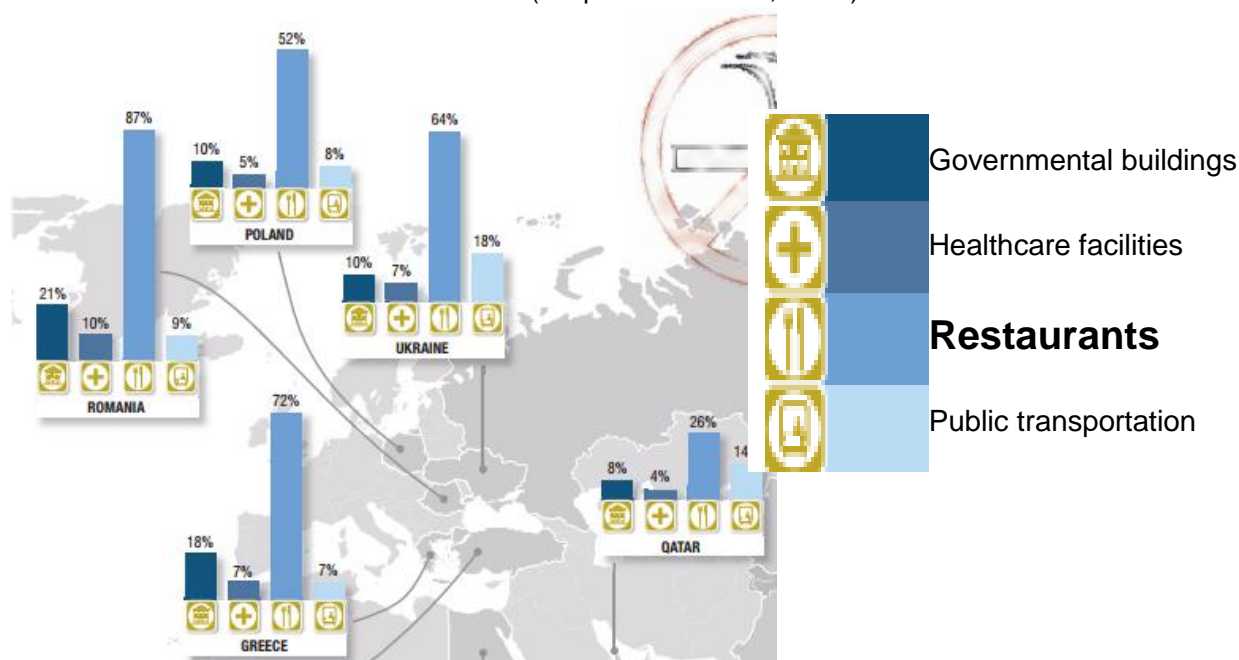 52%
10%
5%
8%
POLAND
87%
21%
10%
9%
ROMANIA
64%
10%
7%
18%
UKRAINE
72%
18%
7%
7%
GREECE
26%
8%
4%
14
QATAR
Governmental buildings
Healthcare facilities
Restaurants
Public transportation